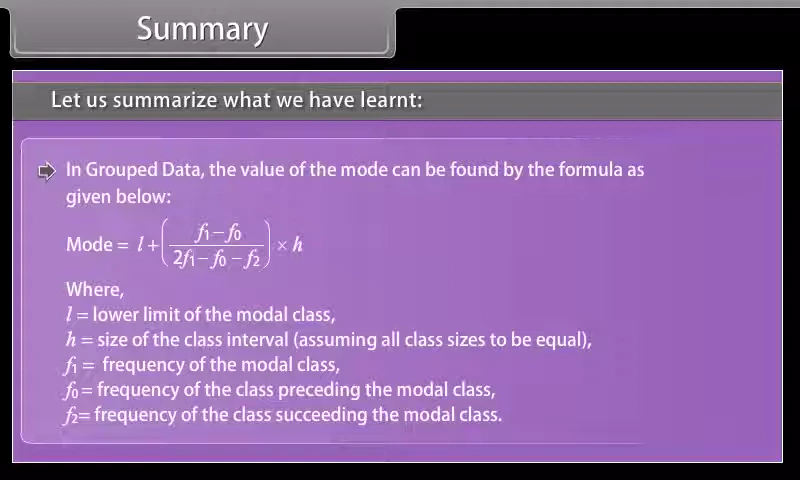 Summary
Let us summarize what we have learnt:
In Grouped Data, the value of the mode can be found by the formula as
given below:
Mode = l + ( (f₁ − f₀) / (2f₁ − f₀ − f₂) ) × h
Where,
l = lower limit of the modal class,
h = size of the class interval (assuming all class sizes to be equal),
f₁ = frequency of the modal class,
f₀ = frequency of the class preceding the modal class,
f₂ = frequency of the class succeeding the modal class.